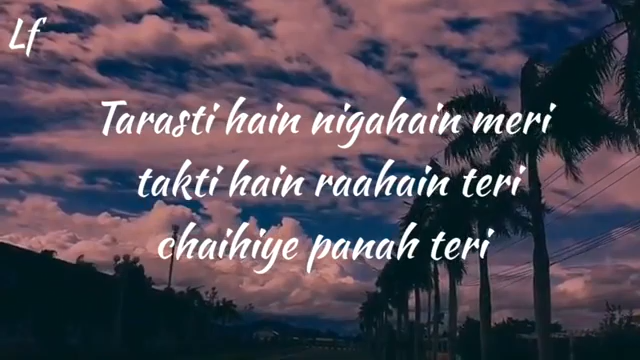 Lf
Tarasti hain nigahain meri
takti hain raahain teri
chaihiye panah teri